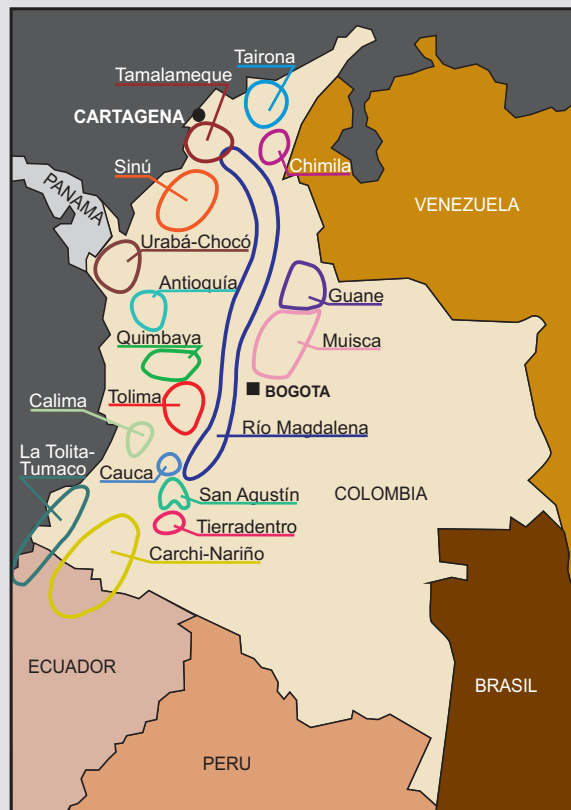 Tairona
Tamalameque
CARTAGENA
Sinú
Chimila
PANAMA
VENEZUELA
Urabá-Chocó
Antioquía
Guane
Quimbaya
Muisca
Calima
Tolima
BOGOTA
Río Magdalena
La Tolita-
Tumaco
Cauca
San Agustín
COLOMBIA
Tierradentro
Carchi-Nariño
ECUADOR
BRASIL
PERU